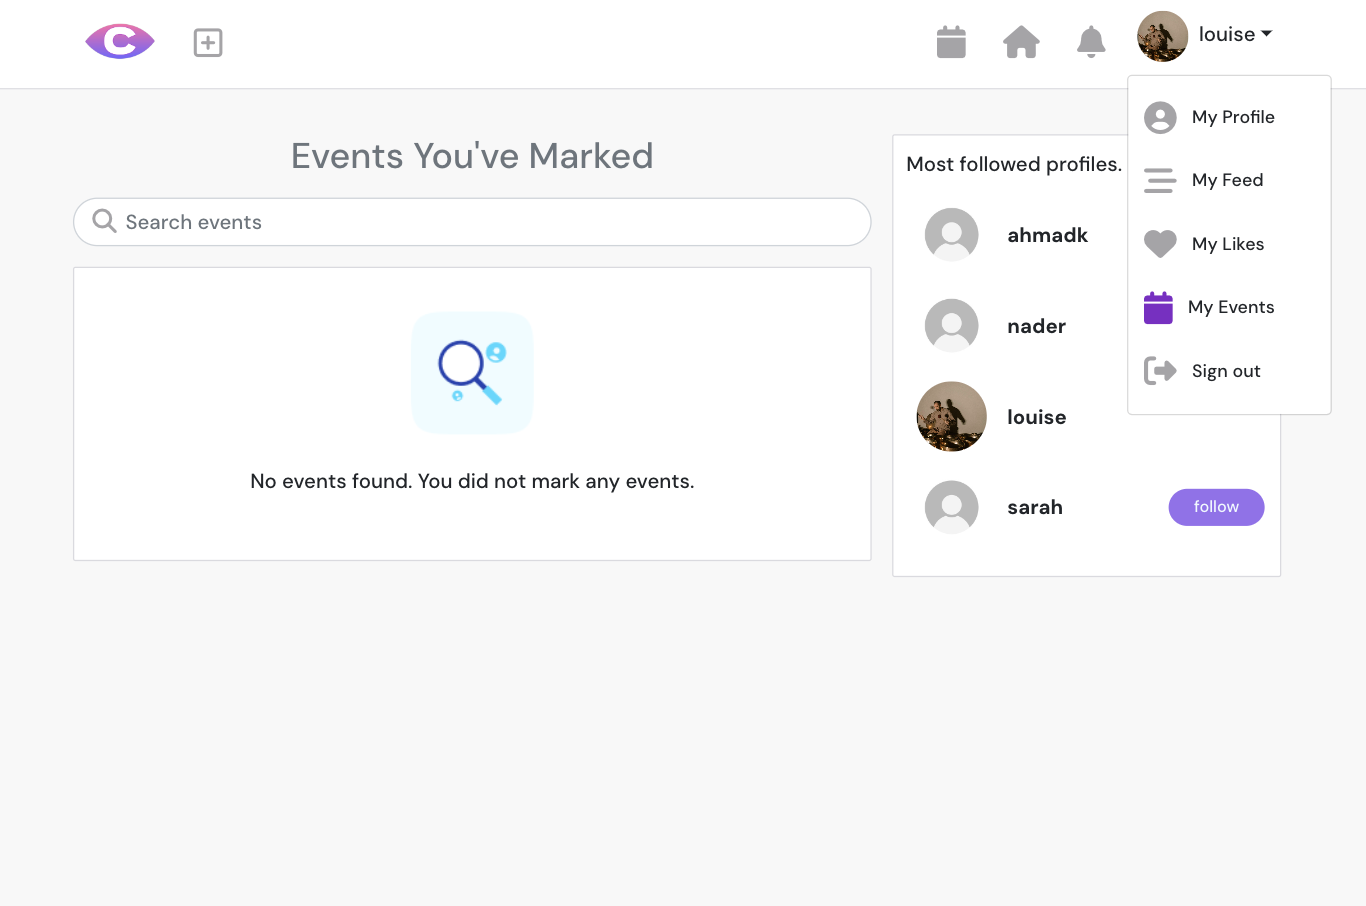 C
louise
My Profile
My Feed
My Likes
My Events
Sign out
Events You've Marked
Search events
No events found. You did not mark any events.
Most followed profiles.
ahmadk
nader
louise
sarah
follow